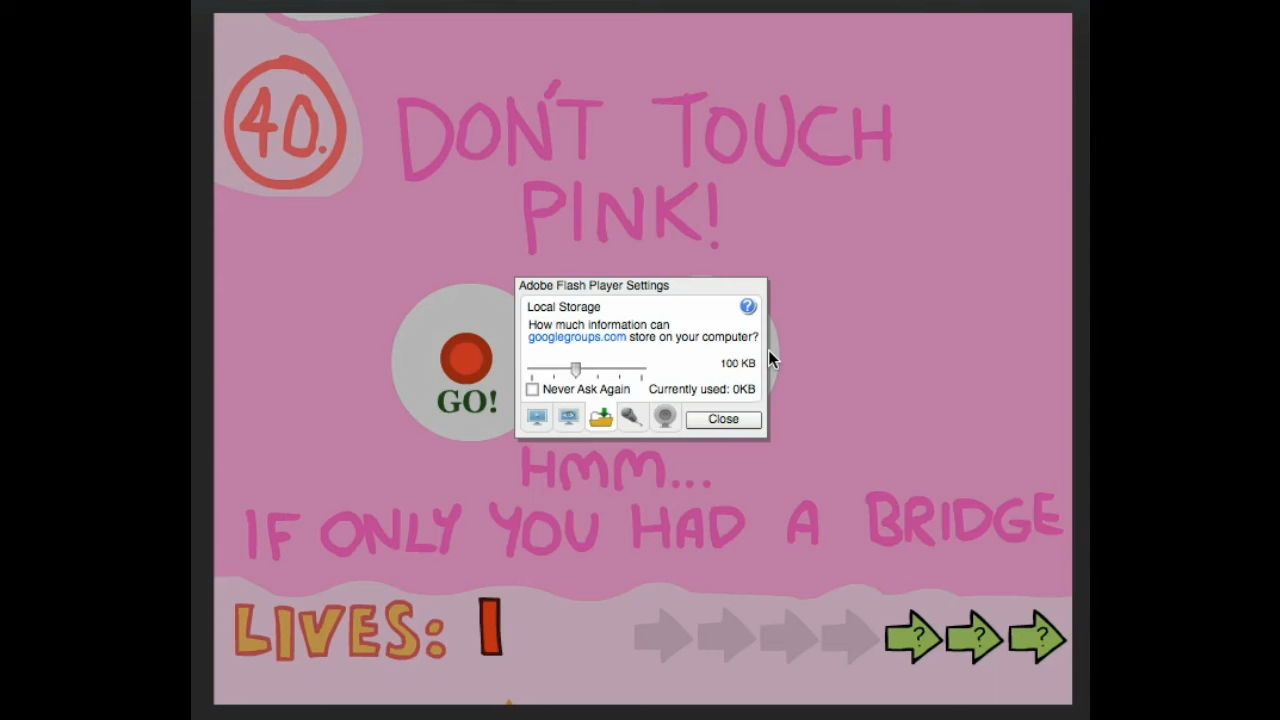 40.
DON'T TOUCH
PINK!
Adobe Flash Player Settings
Local Storage
?
How much information can
googlegroups.com store on your computer?
100 KB
Never Ask Again
Currently used: 0KB
Close
GO!
HMM...
IF ONLY YOU HAD A BRIDGE
LIVES: 1
? ? ?